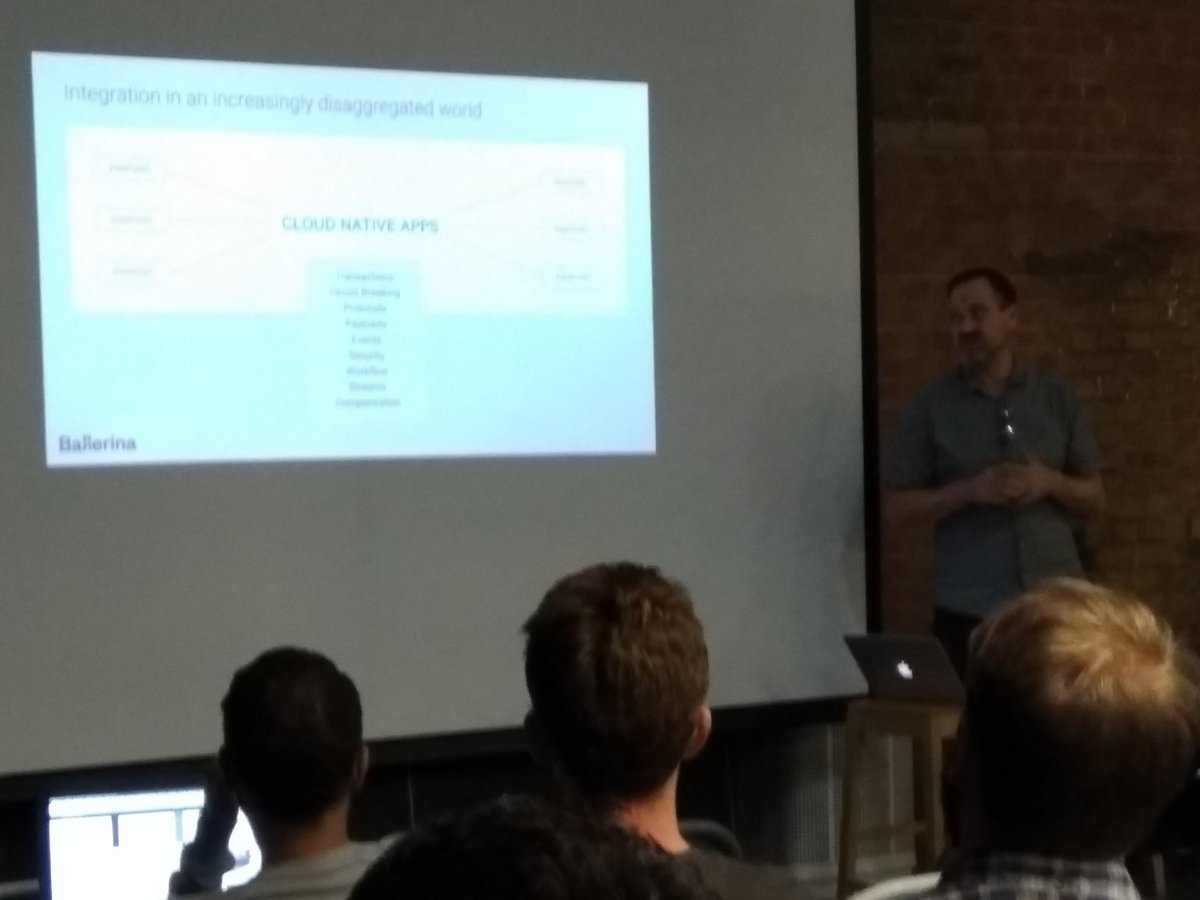 Integration in an increasingly disaggregated world
CLOUD NATIVE APPS
Transactions
Circuit Breaking
Protocols
Payloads
Events
Security
Workflow
Streams
Compensation
Ballerina